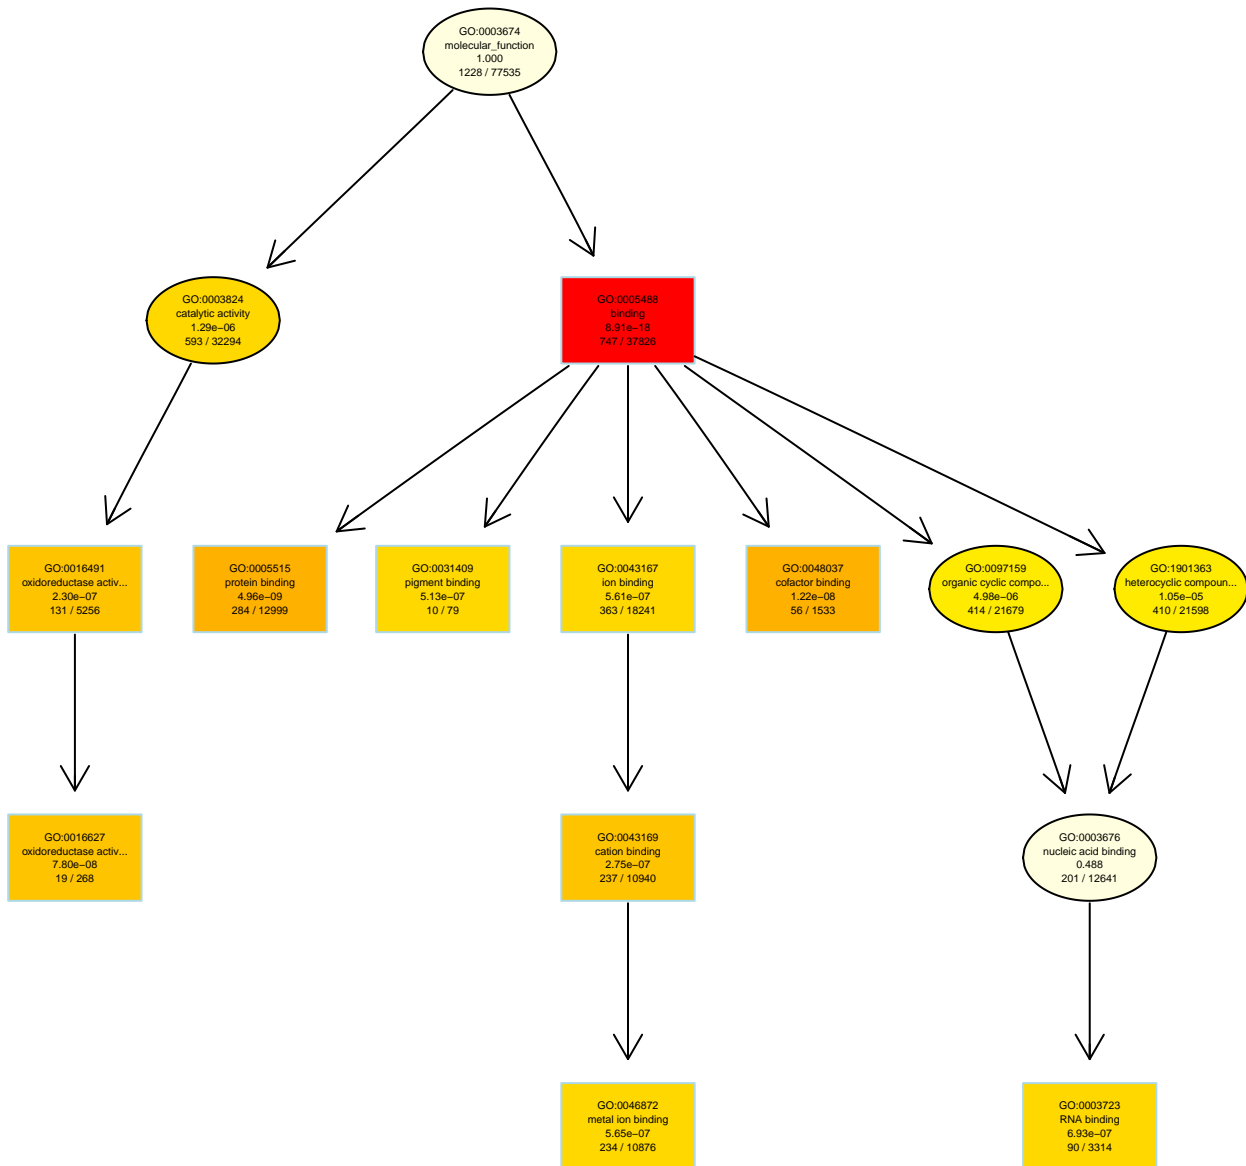 GO:0003674
molecular_function
1.000
1228 / 77535
GO:0003824
catalytic activity
1.29e−06
593 / 32294
GO:0005488
binding
8.91e−18
747 / 37826
GO:0016491
oxidoreductase activ...
2.30e−07
131 / 5256
GO:0005515
protein binding
4.96e−09
284 / 12999
GO:0031409
pigment binding
5.13e−07
10 / 79
GO:0043167
ion binding
5.61e−07
363 / 18241
GO:0048037
cofactor binding
1.22e−08
56 / 1533
GO:0097159
organic cyclic compo...
4.98e−06
414 / 21679
GO:1901363
heterocyclic compoun...
1.05e−05
410 / 21598
GO:0016627
oxidoreductase activ...
7.80e−08
19 / 268
GO:0043169
cation binding
2.75e−07
237 / 10940
GO:0003676
nucleic acid binding
0.488
201 / 12641
GO:0046872
metal ion binding
5.65e−07
234 / 10876
GO:0003723
RNA binding
6.93e−07
90 / 3314